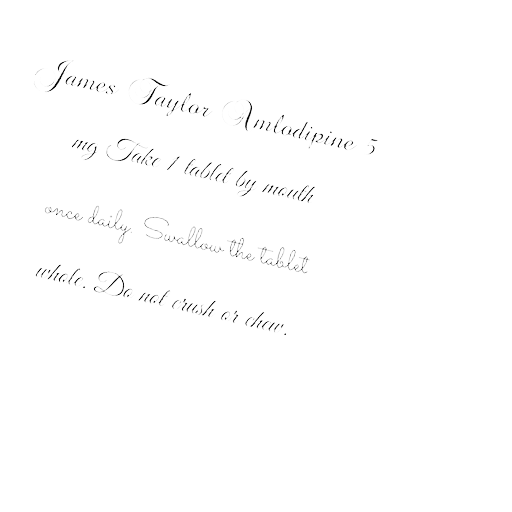 James Taylor Amlodipine 5
mg Take 1 tablet by mouth
once daily. Swallow the tablet
whole. Do not crush or chew.